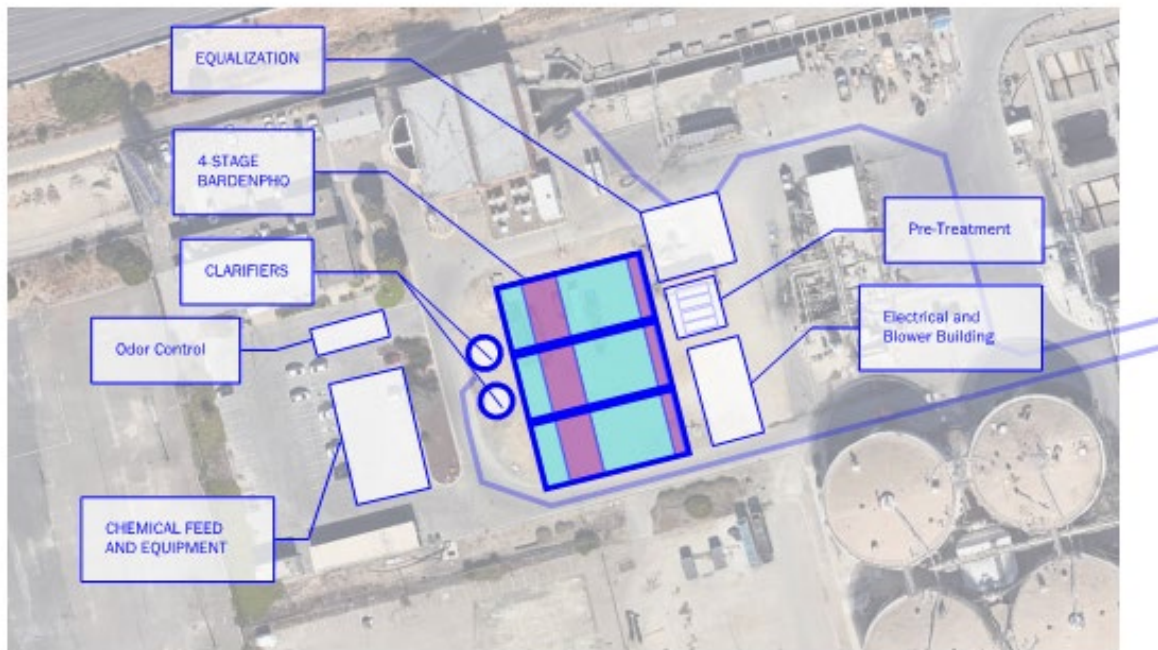 EQUALIZATION
4-STAGE
BARDENPHO
CLARIFIERS
Odor Control
CHEMICAL FEED
AND EQUIPMENT
Pre-Treatment
Electrical and
Blower Building